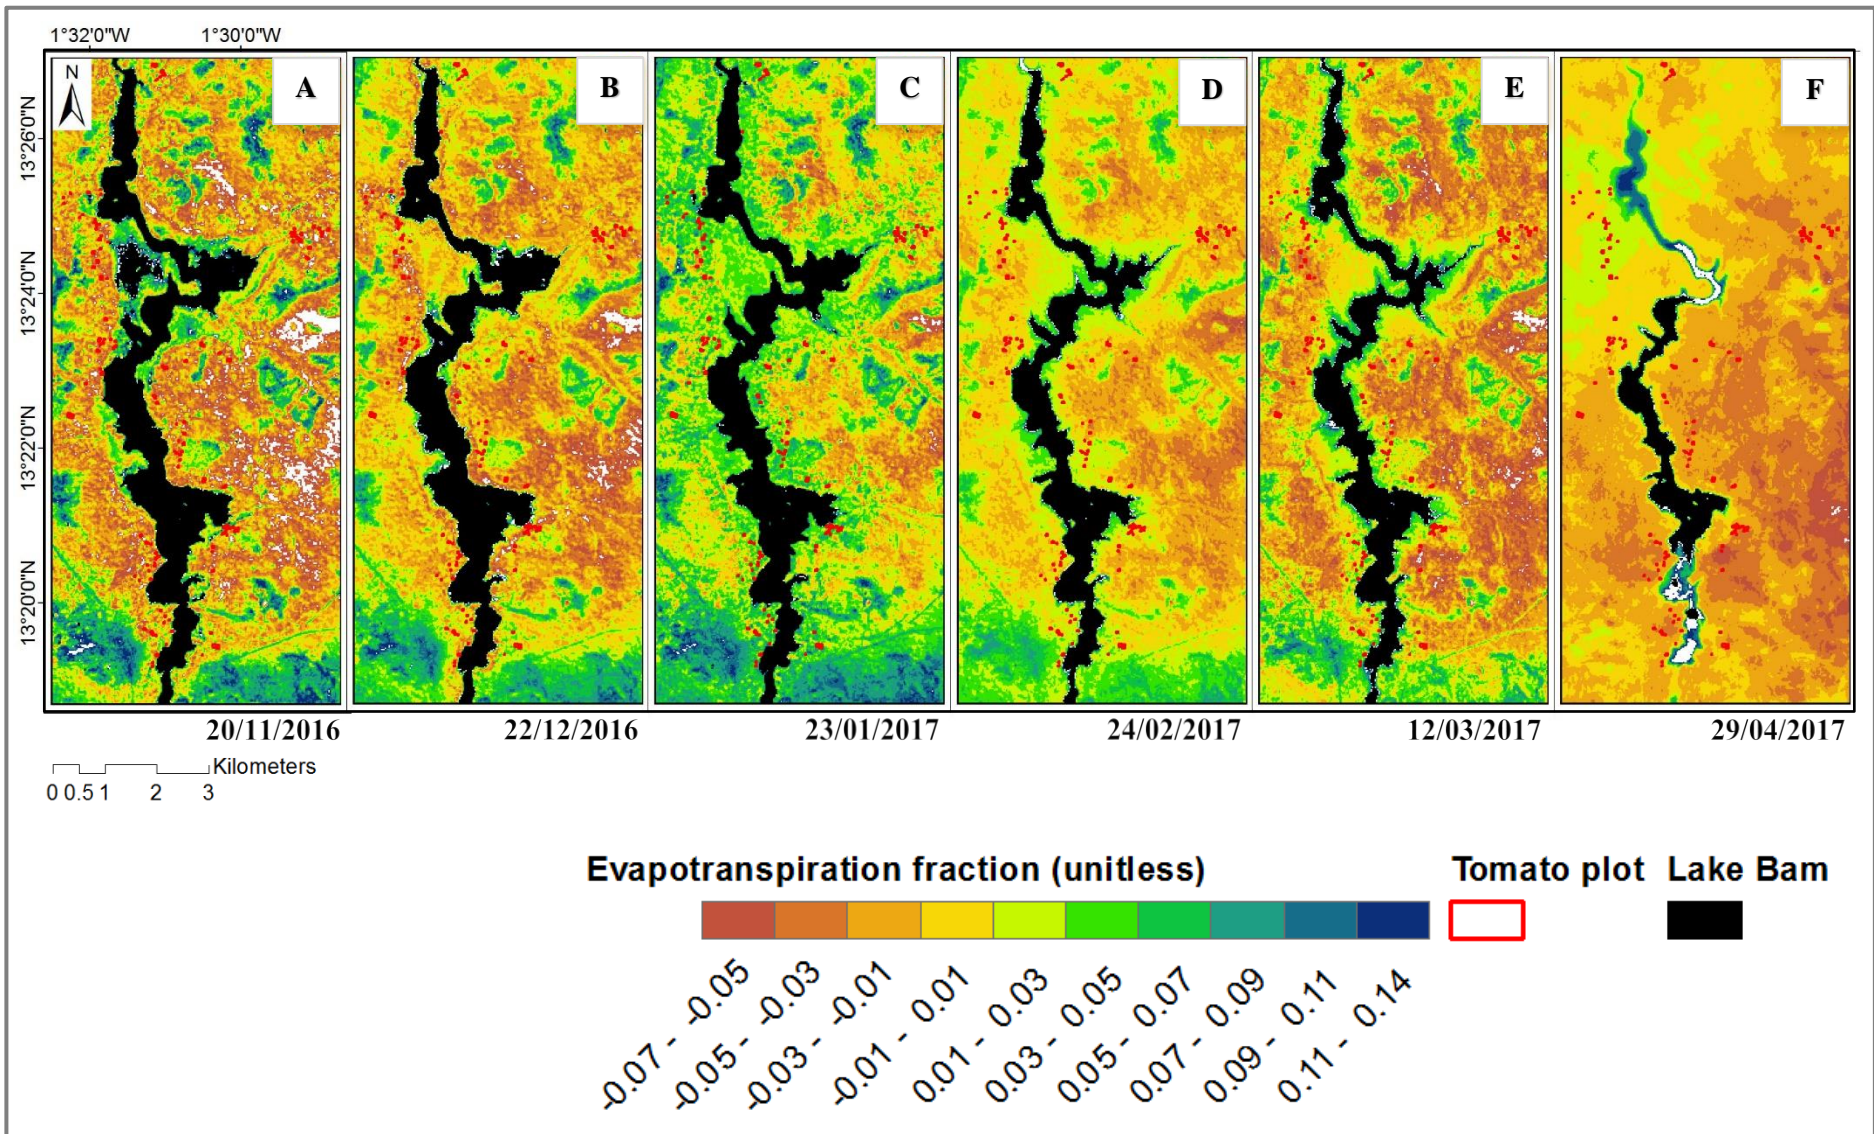 1°32'0"W 1°30'0"W
N
A B C D E F
13°26'0"N
13°24'0"N
13°22'0"N
13°20'0"N
20/11/2016 22/12/2016 23/01/2017 24/02/2017 12/03/2017 29/04/2017
Kilometers
0 0.5 1 2 3
Evapotranspiration fraction (unitless) Tomato plot Lake Bam
-0.07 - -0.05
-0.05 - -0.03
-0.03 - -0.01
-0.01 - 0.01
0.01 - 0.03
0.03 - 0.05
0.05 - 0.07
0.07 - 0.09
0.09 - 0.11
0.11 - 0.14